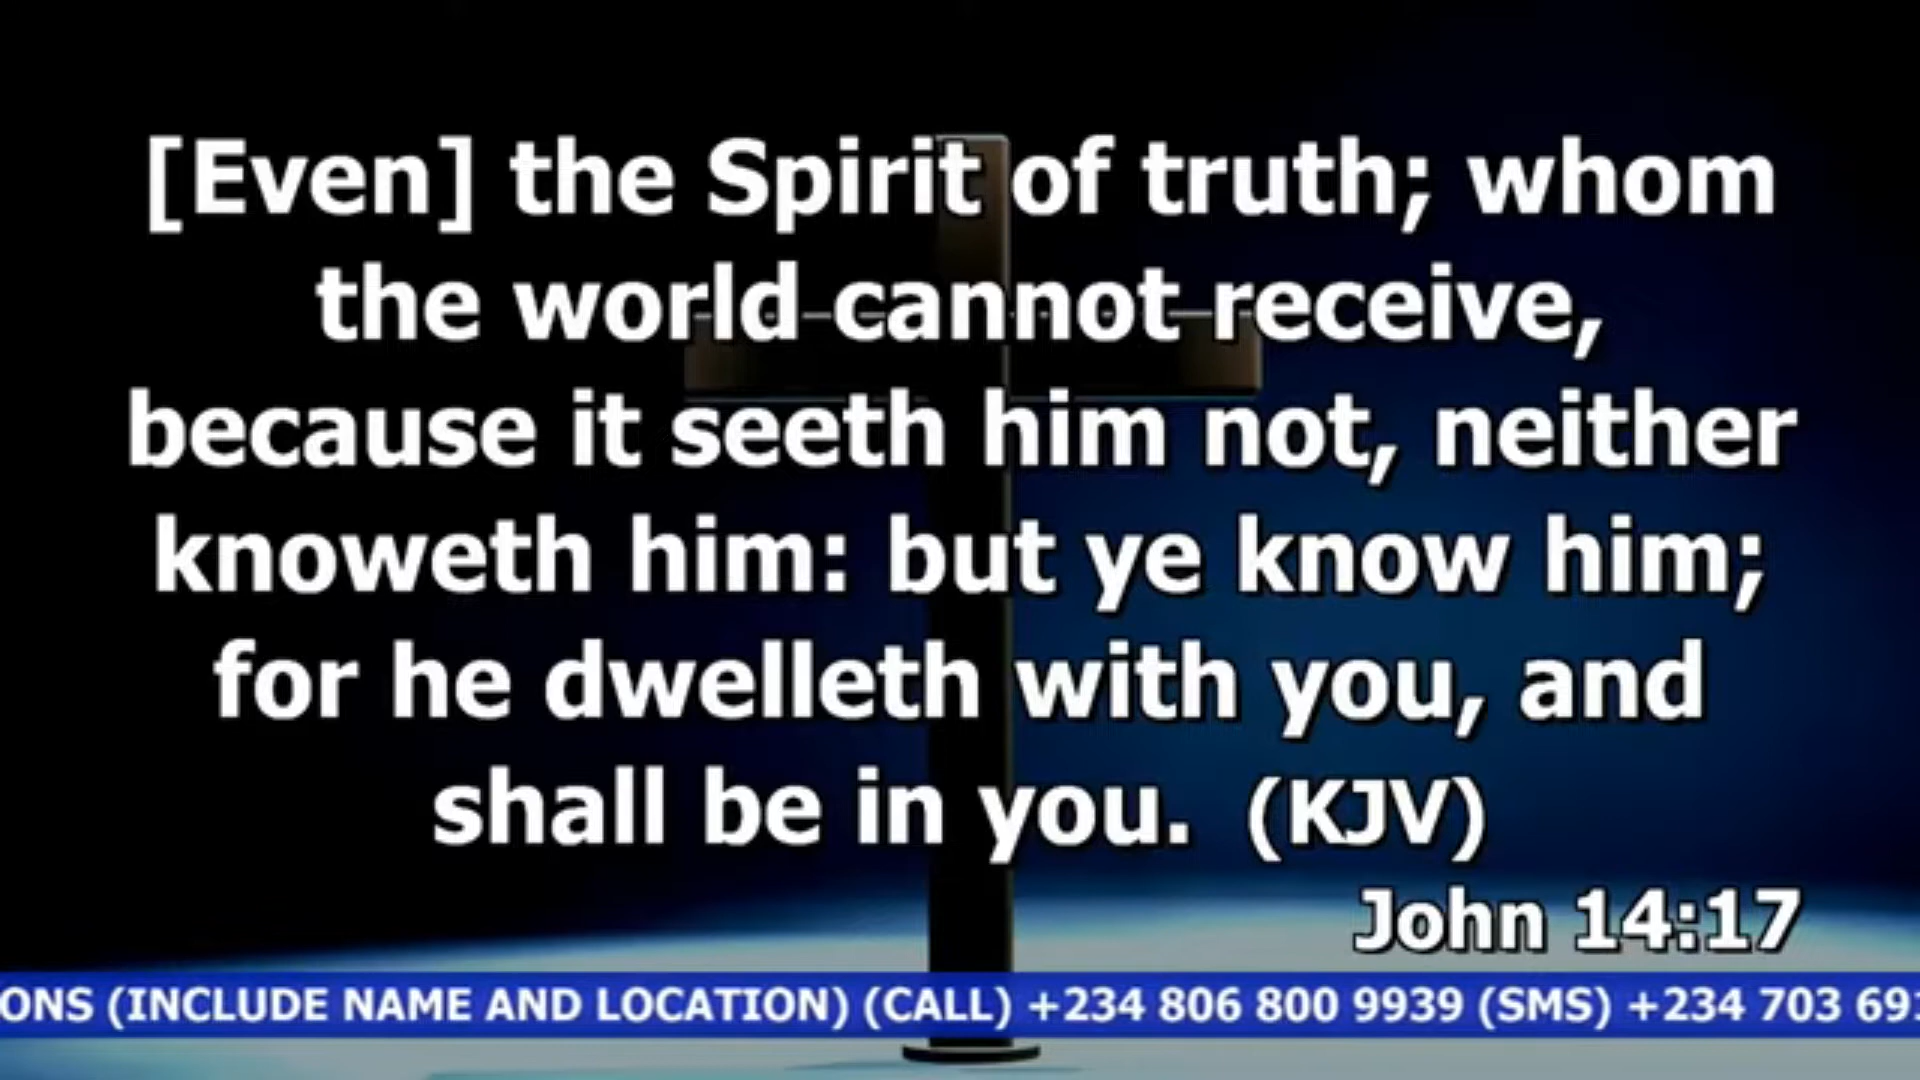 [Even] the Spirit of truth; whom
the world cannot receive,
because it seeth him not, neither
knoweth him: but ye know him;
for he dwelleth with you, and
shall be in you. (KJV)
John 14:17
(INCLUDE NAME AND LOCATION) (CALL) +234 806 800 9939 (SMS) +234 703